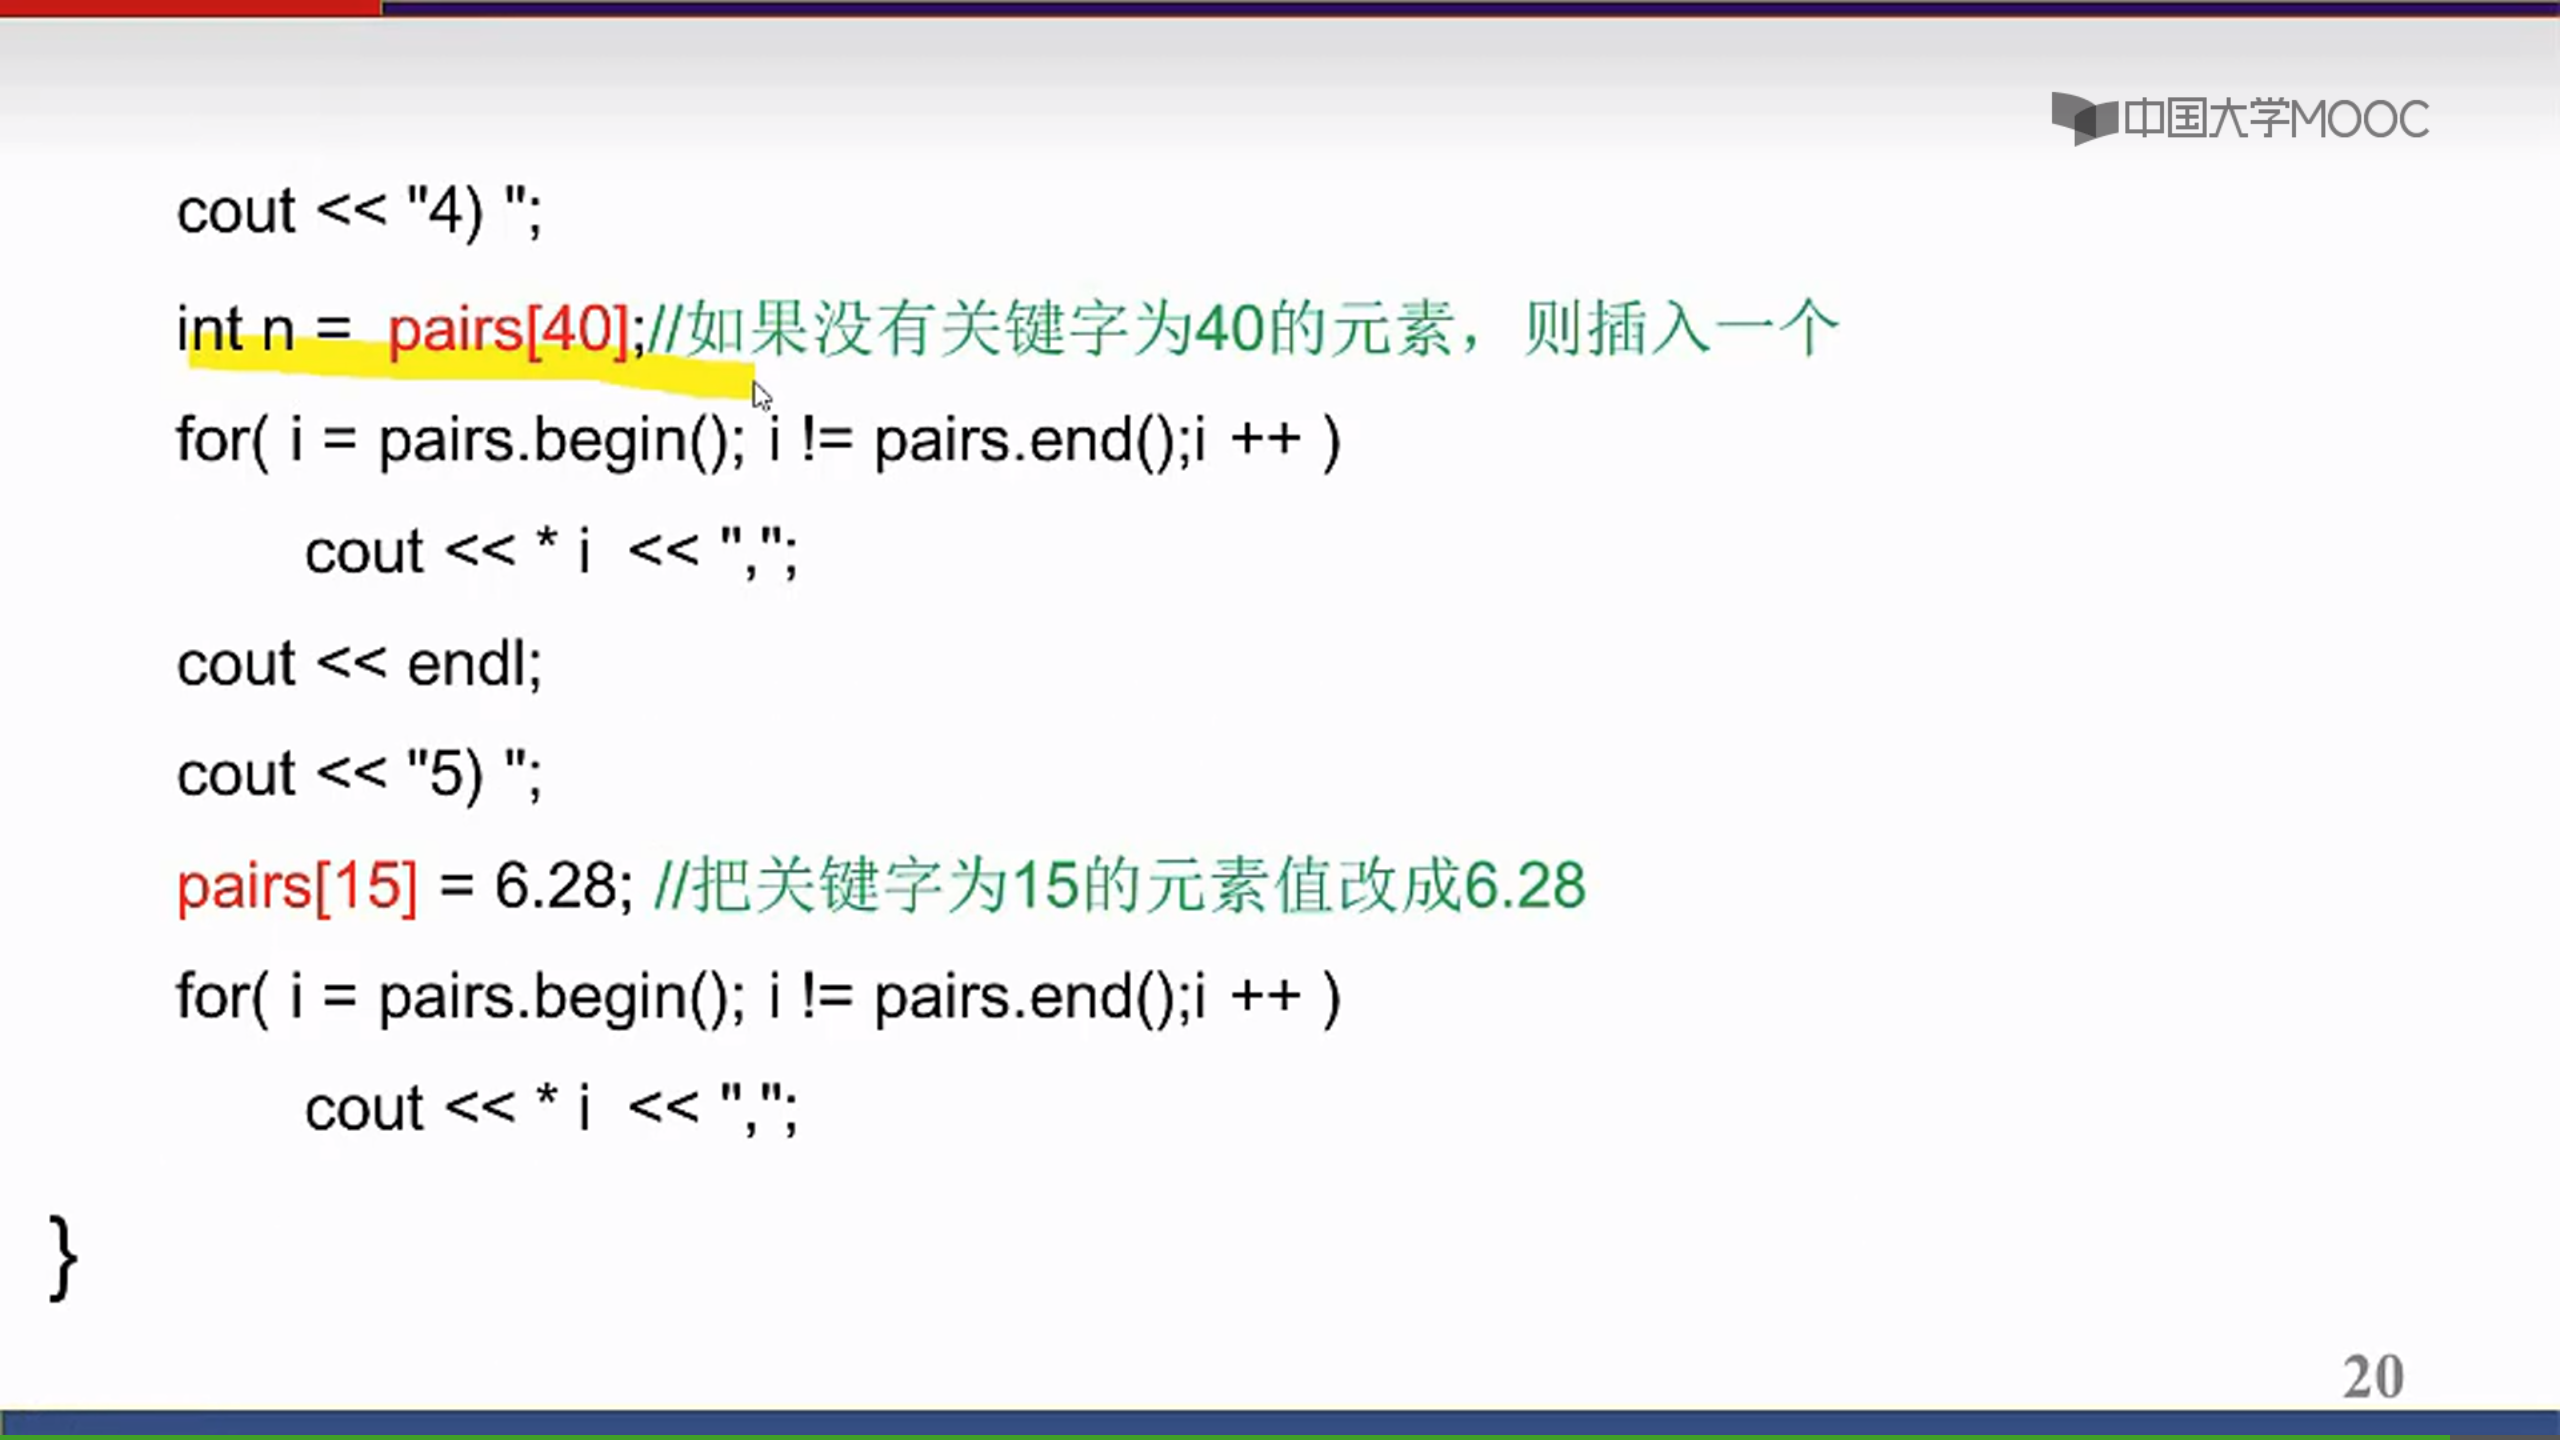 中国大学MOOC
cout << "4) ";
int n =  pairs[40];//如果没有关键字为40的元素，则插入一个
for( i = pairs.begin(); i != pairs.end();i ++ )
cout << * i  << ",";
cout << endl;
cout << "5) ";
pairs[15] = 6.28; //把关键字为15的元素值改成6.28
for( i = pairs.begin(); i != pairs.end();i ++ )
cout << * i  << ",";
}
20